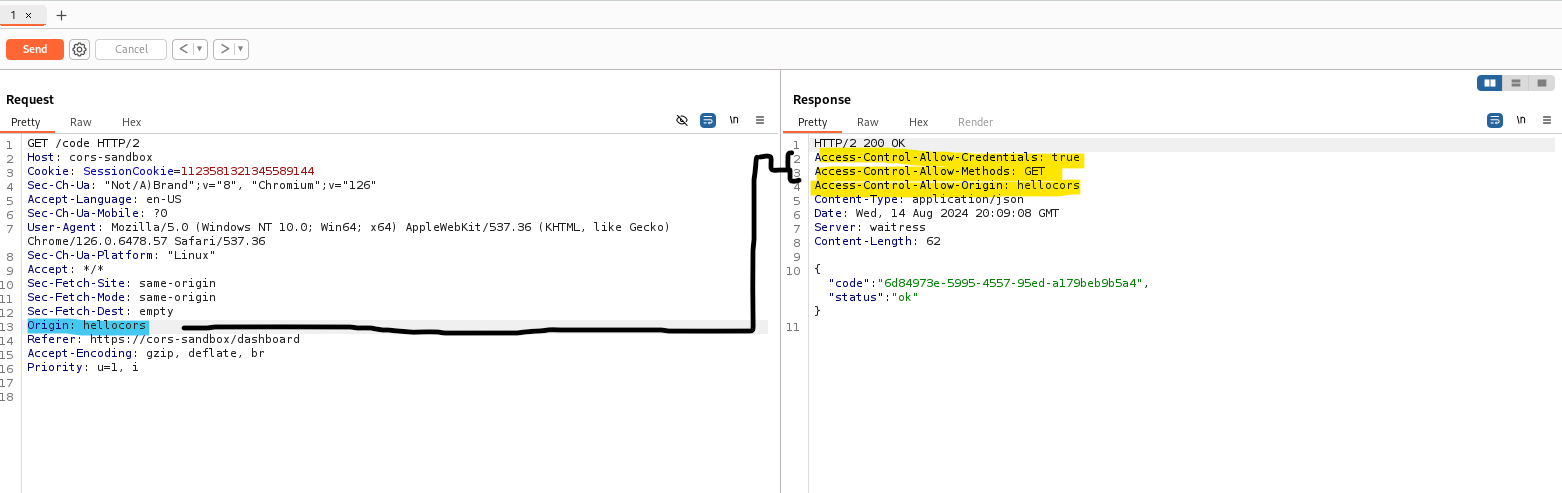 1 ×
+
Send
Cancel
< >
Request
Pretty Raw Hex
\n
1 GET /code HTTP/2
2 Host: cors-sandbox
3 Cookie: SessionCookie=1123581321345589144
4 Sec-Ch-Ua: "Not/A)Brand";v="8", "Chromium";v="126"
5 Accept-Language: en-US
6 Sec-Ch-Ua-Mobile: ?0
7 User-Agent: Mozilla/5.0 (Windows NT 10.0; Win64; x64) AppleWebKit/537.36 (KHTML, like Gecko)
Chrome/126.0.6478.57 Safari/537.36
8 Sec-Ch-Ua-Platform: "Linux"
9 Accept: */*
10 Sec-Fetch-Site: same-origin
11 Sec-Fetch-Mode: same-origin
12 Sec-Fetch-Dest: empty
13 Origin: hellocors
14 Referer: https://cors-sandbox/dashboard
15 Accept-Encoding: gzip, deflate, br
16 Priority: u=1, i
17
18
Response
Pretty Raw Hex Render
\n
1 HTTP/2 200 OK
2 Access-Control-Allow-Credentials: true
3 Access-Control-Allow-Methods: GET
4 Access-Control-Allow-Origin: hellocors
5 Content-Type: application/json
6 Date: Wed, 14 Aug 2024 20:09:08 GMT
7 Server: waitress
8 Content-Length: 62
9
10 {
"code":"6d84973e-5995-4557-95ed-a179beb9b5a4",
"status":"ok"
}
11